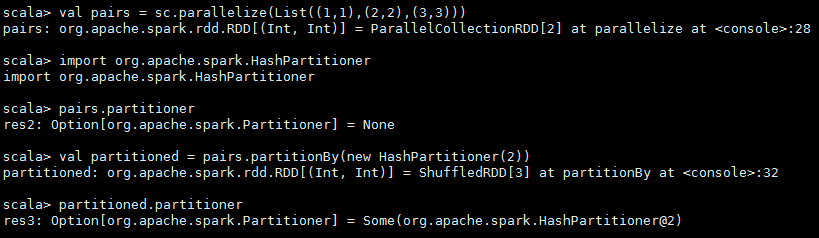 scala> val pairs = sc.parallelize(List((1,1),(2,2),(3,3)))
pairs: org.apache.spark.rdd.RDD[(Int, Int)] = ParallelCollectionRDD[2] at parallelize at <console>:28
scala> import org.apache.spark.HashPartitioner
import org.apache.spark.HashPartitioner
scala> pairs.partitioner
res2: Option[org.apache.spark.Partitioner] = None
scala> val partitioned = pairs.partitionBy(new HashPartitioner(2))
partitioned: org.apache.spark.rdd.RDD[(Int, Int)] = ShuffledRDD[3] at partitionBy at <console>:32
scala> partitioned.partitioner
res3: Option[org.apache.spark.Partitioner] = Some(org.apache.spark.HashPartitioner@2)